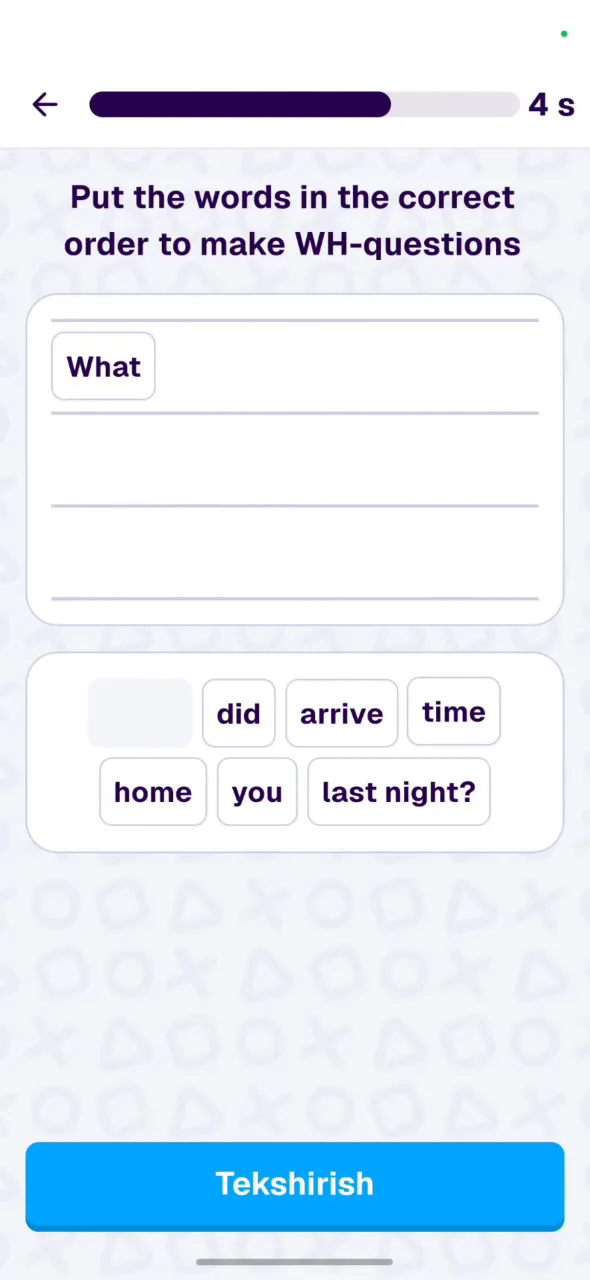 4 s
Put the words in the correct
order to make WH-questions
What
did arrive time
home you last night?
Tekshirish